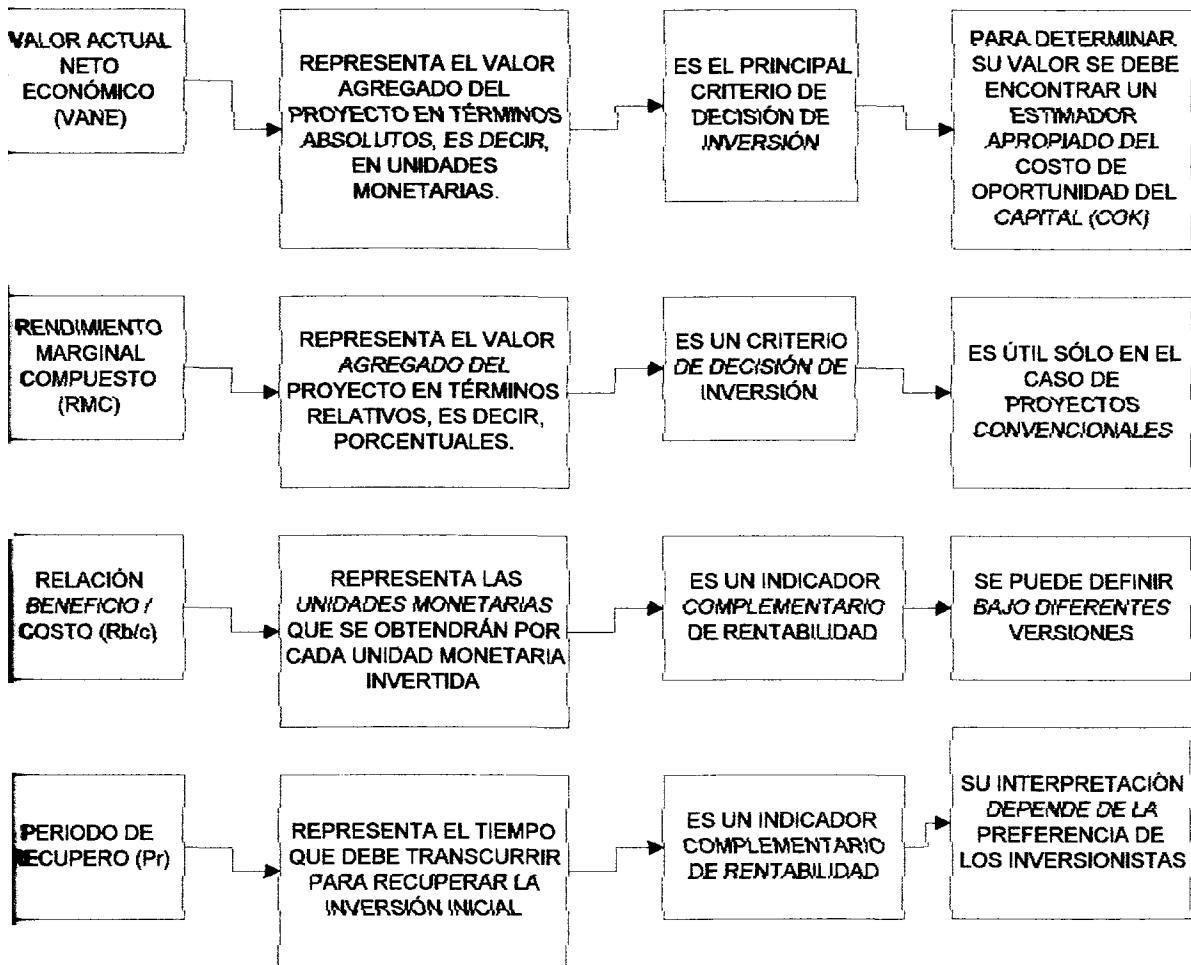 VALOR ACTUAL
NETO
ECONÓMICO
(VANE)
REPRESENTA EL VALOR
AGREGADO DEL
PROYECTO EN TÉRMINOS
ABSOLUTOS, ES DECIR,
EN UNIDADES
MONETARIAS.
ES EL PRINCIPAL
CRITERIO DE
DECISIÓN DE
INVERSIÓN
PARA DETERMINAR
SU VALOR SE DEBE
ENCONTRAR UN
ESTIMADOR
APROPIADO DEL
COSTO DE
OPORTUNIDAD DEL
CAPITAL (COK)
RENDIMIENTO
MARGINAL
COMPUESTO
(RMC)
REPRESENTA EL VALOR
AGREGADO DEL
PROYECTO EN TÉRMINOS
RELATIVOS, ES DECIR,
PORCENTUALES.
ES UN CRITERIO
DE DECISIÓN DE
INVERSIÓN
ES ÚTIL SÓLO EN EL
CASO DE
PROYECTOS
CONVENCIONALES
RELACIÓN
BENEFICIO /
COSTO (Rb/c)
REPRESENTA LAS
UNIDADES MONETARIAS
QUE SE OBTENDRÁN POR
CADA UNIDAD MONETARIA
INVERTIDA
ES UN INDICADOR
COMPLEMENTARIO
DE RENTABILIDAD
SE PUEDE DEFINIR
BAJO DIFERENTES
VERSIONES
PERIODO DE
RECUPERO (Pr)
REPRESENTA EL TIEMPO
QUE DEBE TRANSCURRIR
PARA RECUPERAR LA
INVERSIÓN INICIAL
ES UN INDICADOR
COMPLEMENTARIO
DE RENTABILIDAD
SU INTERPRETACIÓN
DEPENDE DE LA
PREFERENCIA DE
LOS INVERSIONISTAS